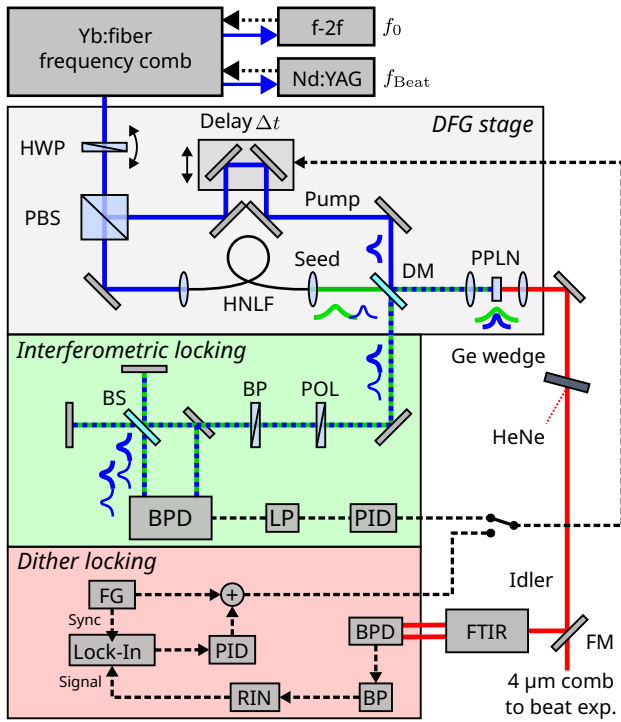 Yb:fiber
frequency comb
f-2f
f₀
Nd:YAG
f_Beat
Delay Δt
DFG stage
HWP
PBS
Pump
Seed
HNLF
DM
PPLN
Interferometric locking
Ge wedge
BS
BP
POL
HeNe
BPD
LP
PID
Dither locking
Idler
FG
+
Sync
Lock-In
PID
BPD
FTIR
FM
Signal
RIN
BP
4 μm comb
to beat exp.